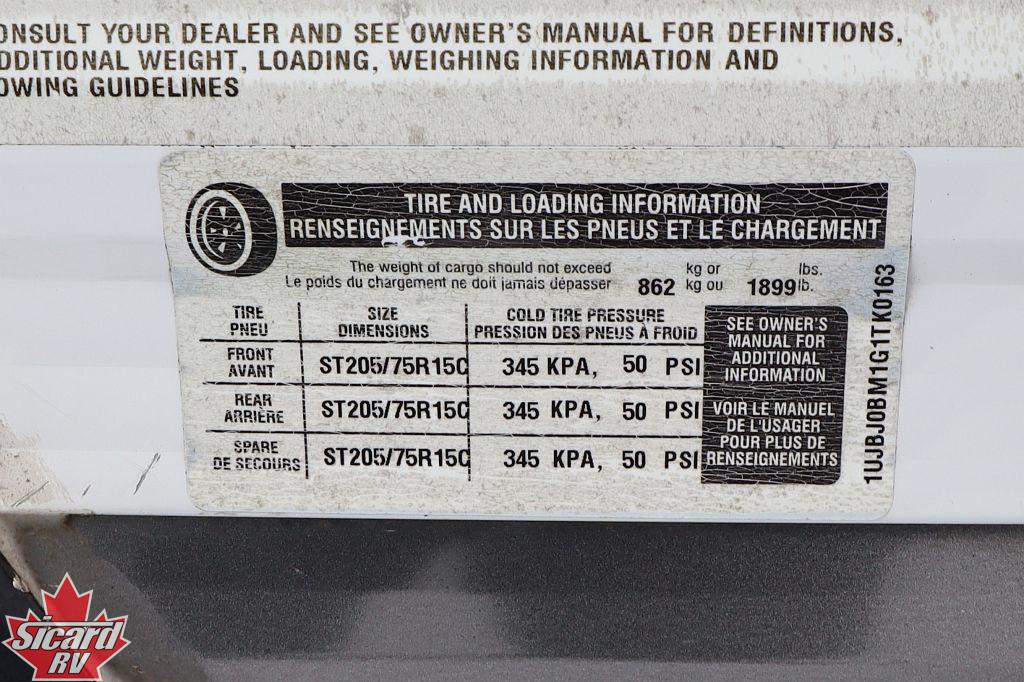 ONSULT YOUR DEALER AND SEE OWNER'S MANUAL FOR DEFINITIONS,
DDITIONAL WEIGHT, LOADING, WEIGHING INFORMATION AND
OWING GUIDELINES
TIRE AND LOADING INFORMATION
RENSEIGNEMENTS SUR LES PNEUS ET LE CHARGEMENT
The weight of cargo should not exceed kg or lbs.
Le poids du chargement ne doit jamais dépasser 862 kg ou 1899 lb.
TIRE SIZE COLD TIRE PRESSURE
PNEU DIMENSIONS PRESSION DES PNEUS À FROID
FRONT
AVANT ST205/75R15C 345 KPA, 50 PSI
REAR
ARRIÈRE ST205/75R15C 345 KPA, 50 PSI
SPARE
DE SECOURS ST205/75R15C 345 KPA, 50 PSI
SEE OWNER'S
MANUAL FOR
ADDITIONAL
INFORMATION
VOIR LE MANUEL
DE L'USAGER
POUR PLUS DE
RENSEIGNEMENTS
1UJBJ0BM1G1TK0163
Sicard
RV